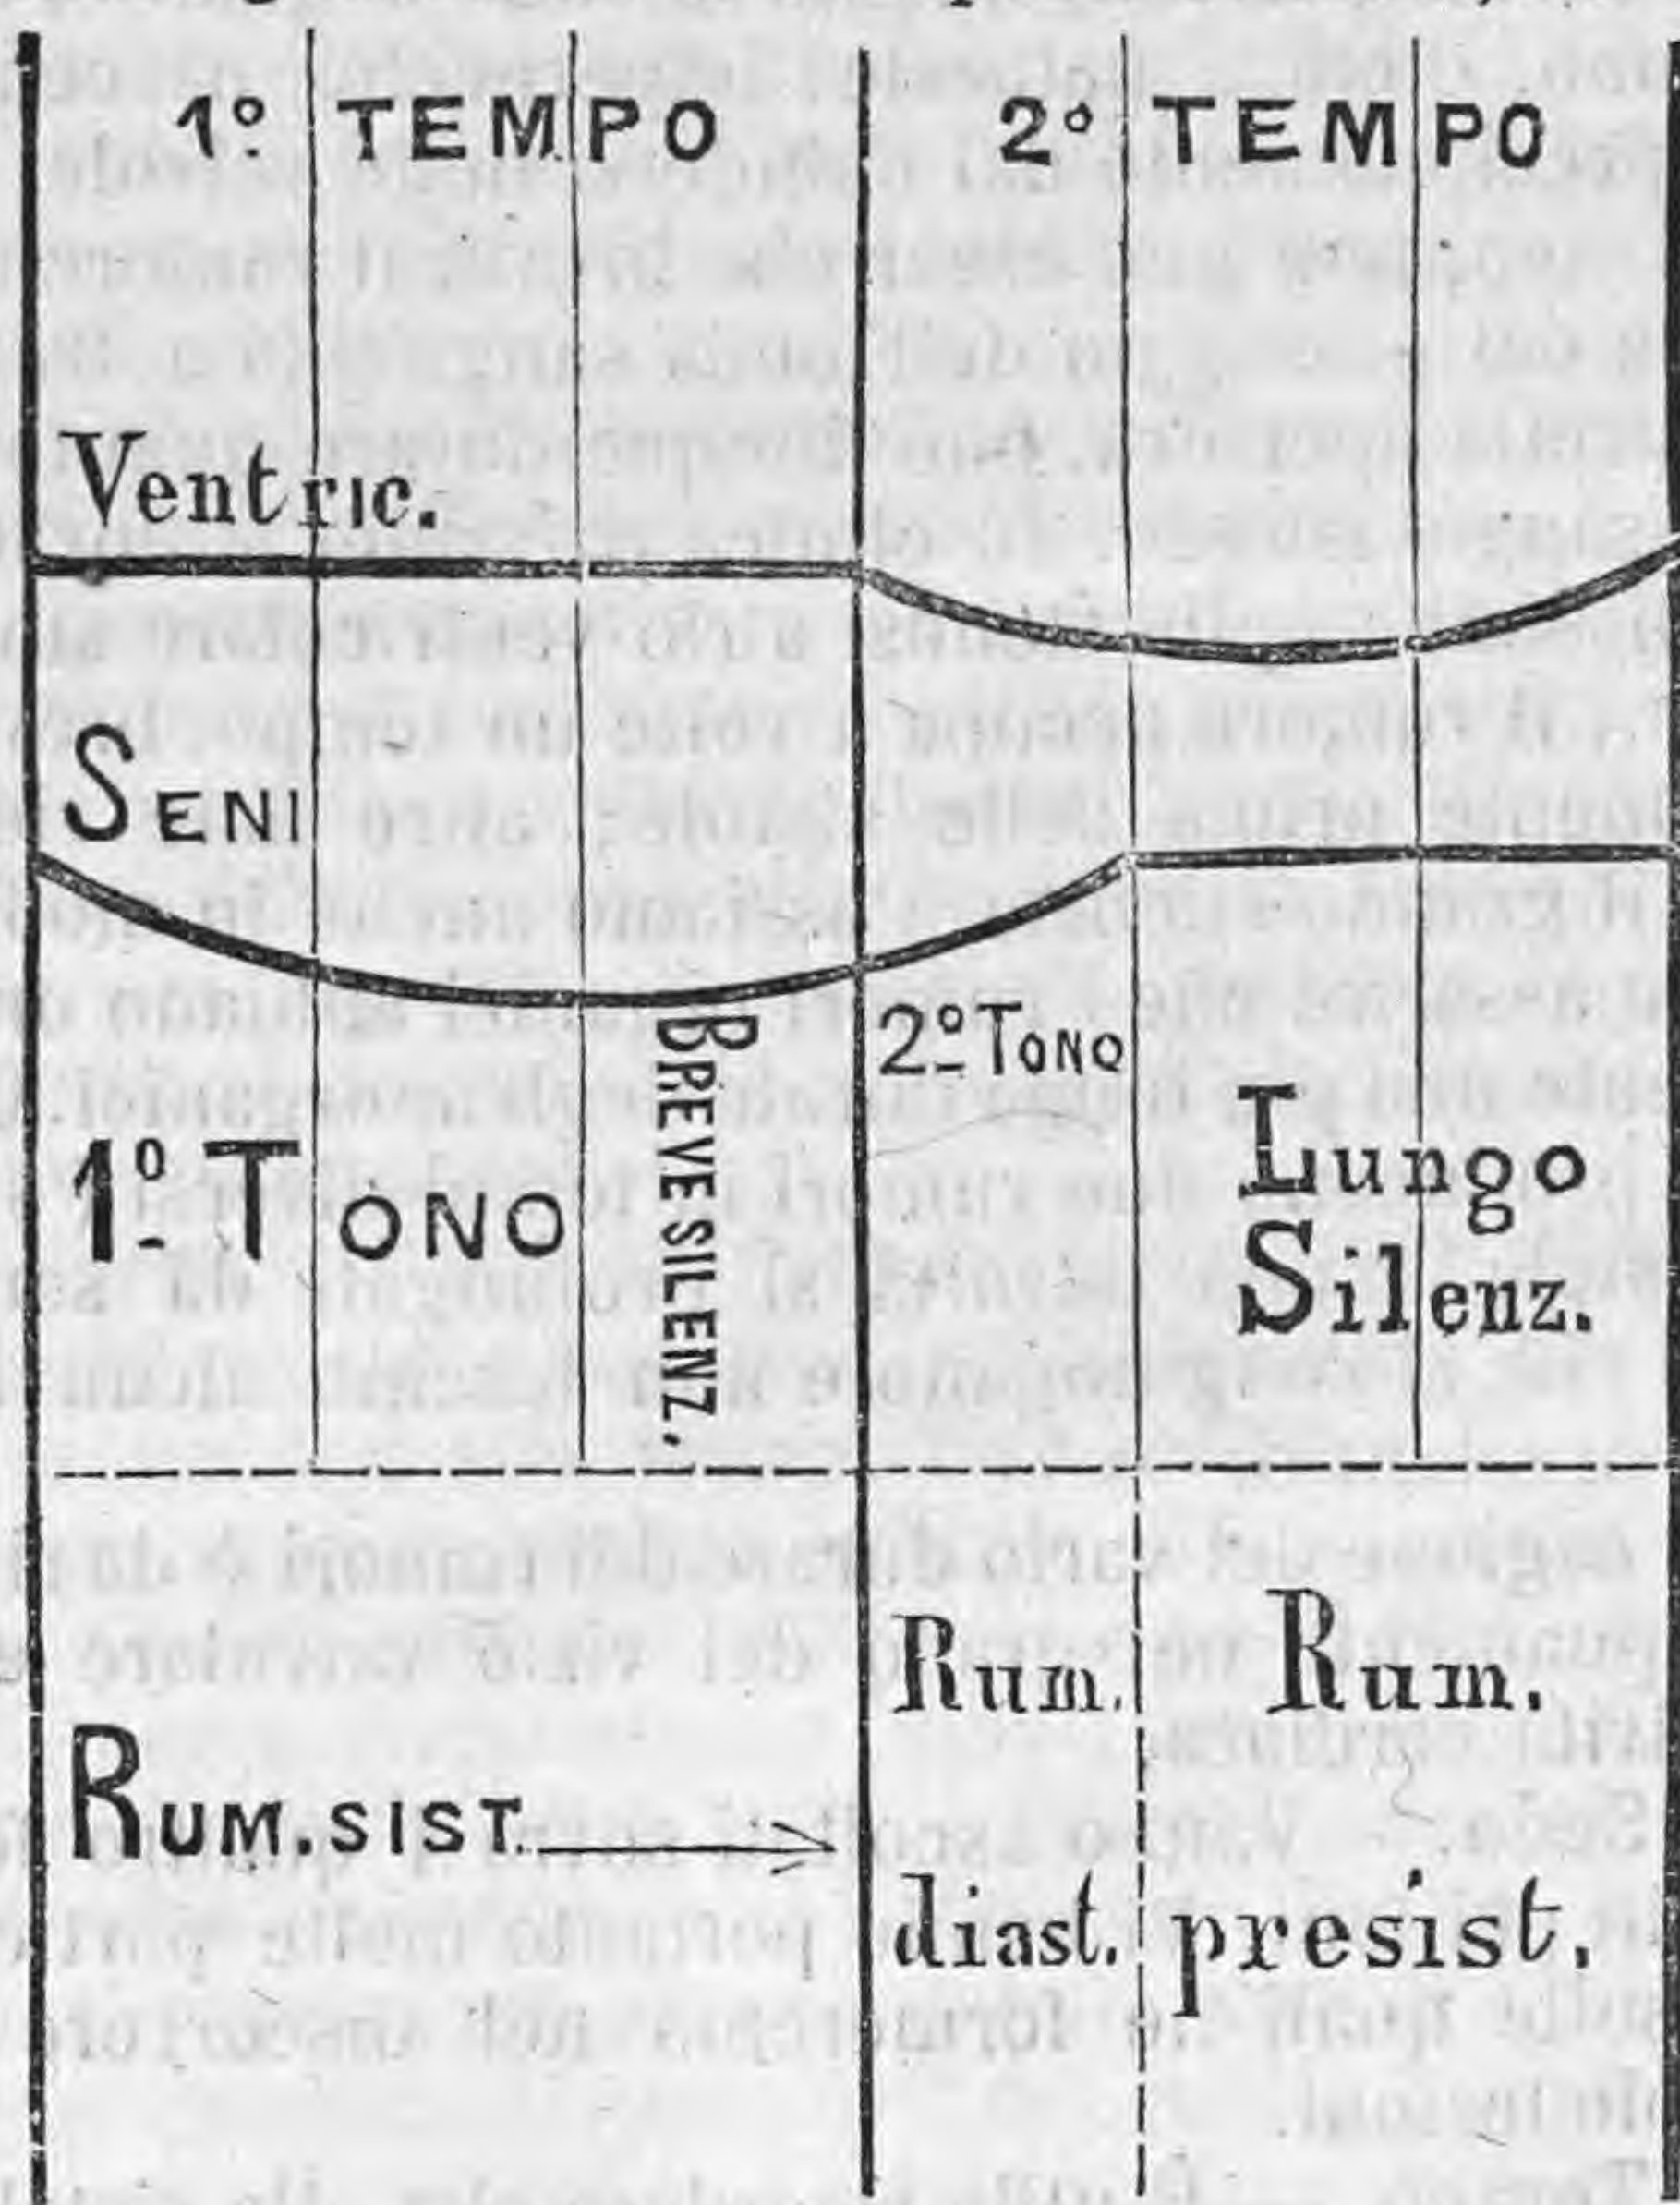 1º TEMPO
2º TEMPO
Ventric.
SENI
1º TONO
BREVE SILENZ.
2º TONO
Lungo
Silenz.
RUM. SIST.
Rum.
diast.
Rum.
presist.